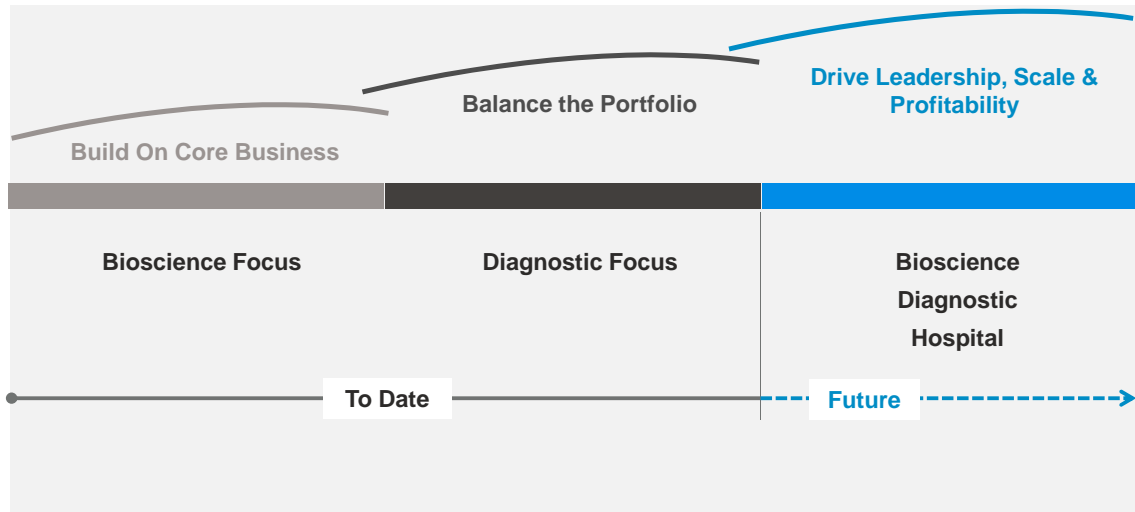 Build On Core Business
Balance the Portfolio
Drive Leadership, Scale &
Profitability
Bioscience Focus
Diagnostic Focus
Bioscience
Diagnostic
Hospital
To Date
Future